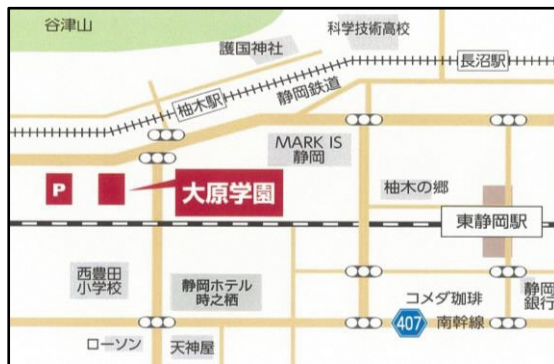 谷津山
科学技術高校
護国神社
長沼駅
柚木駅
静岡鉄道
MARK IS
静岡
P
大原学園
柚木の郷
東静岡駅
西豊田
小学校
静岡ホテル
時之栖
コメダ珈琲
静岡
銀行
407
南幹線
ローソン
天神屋